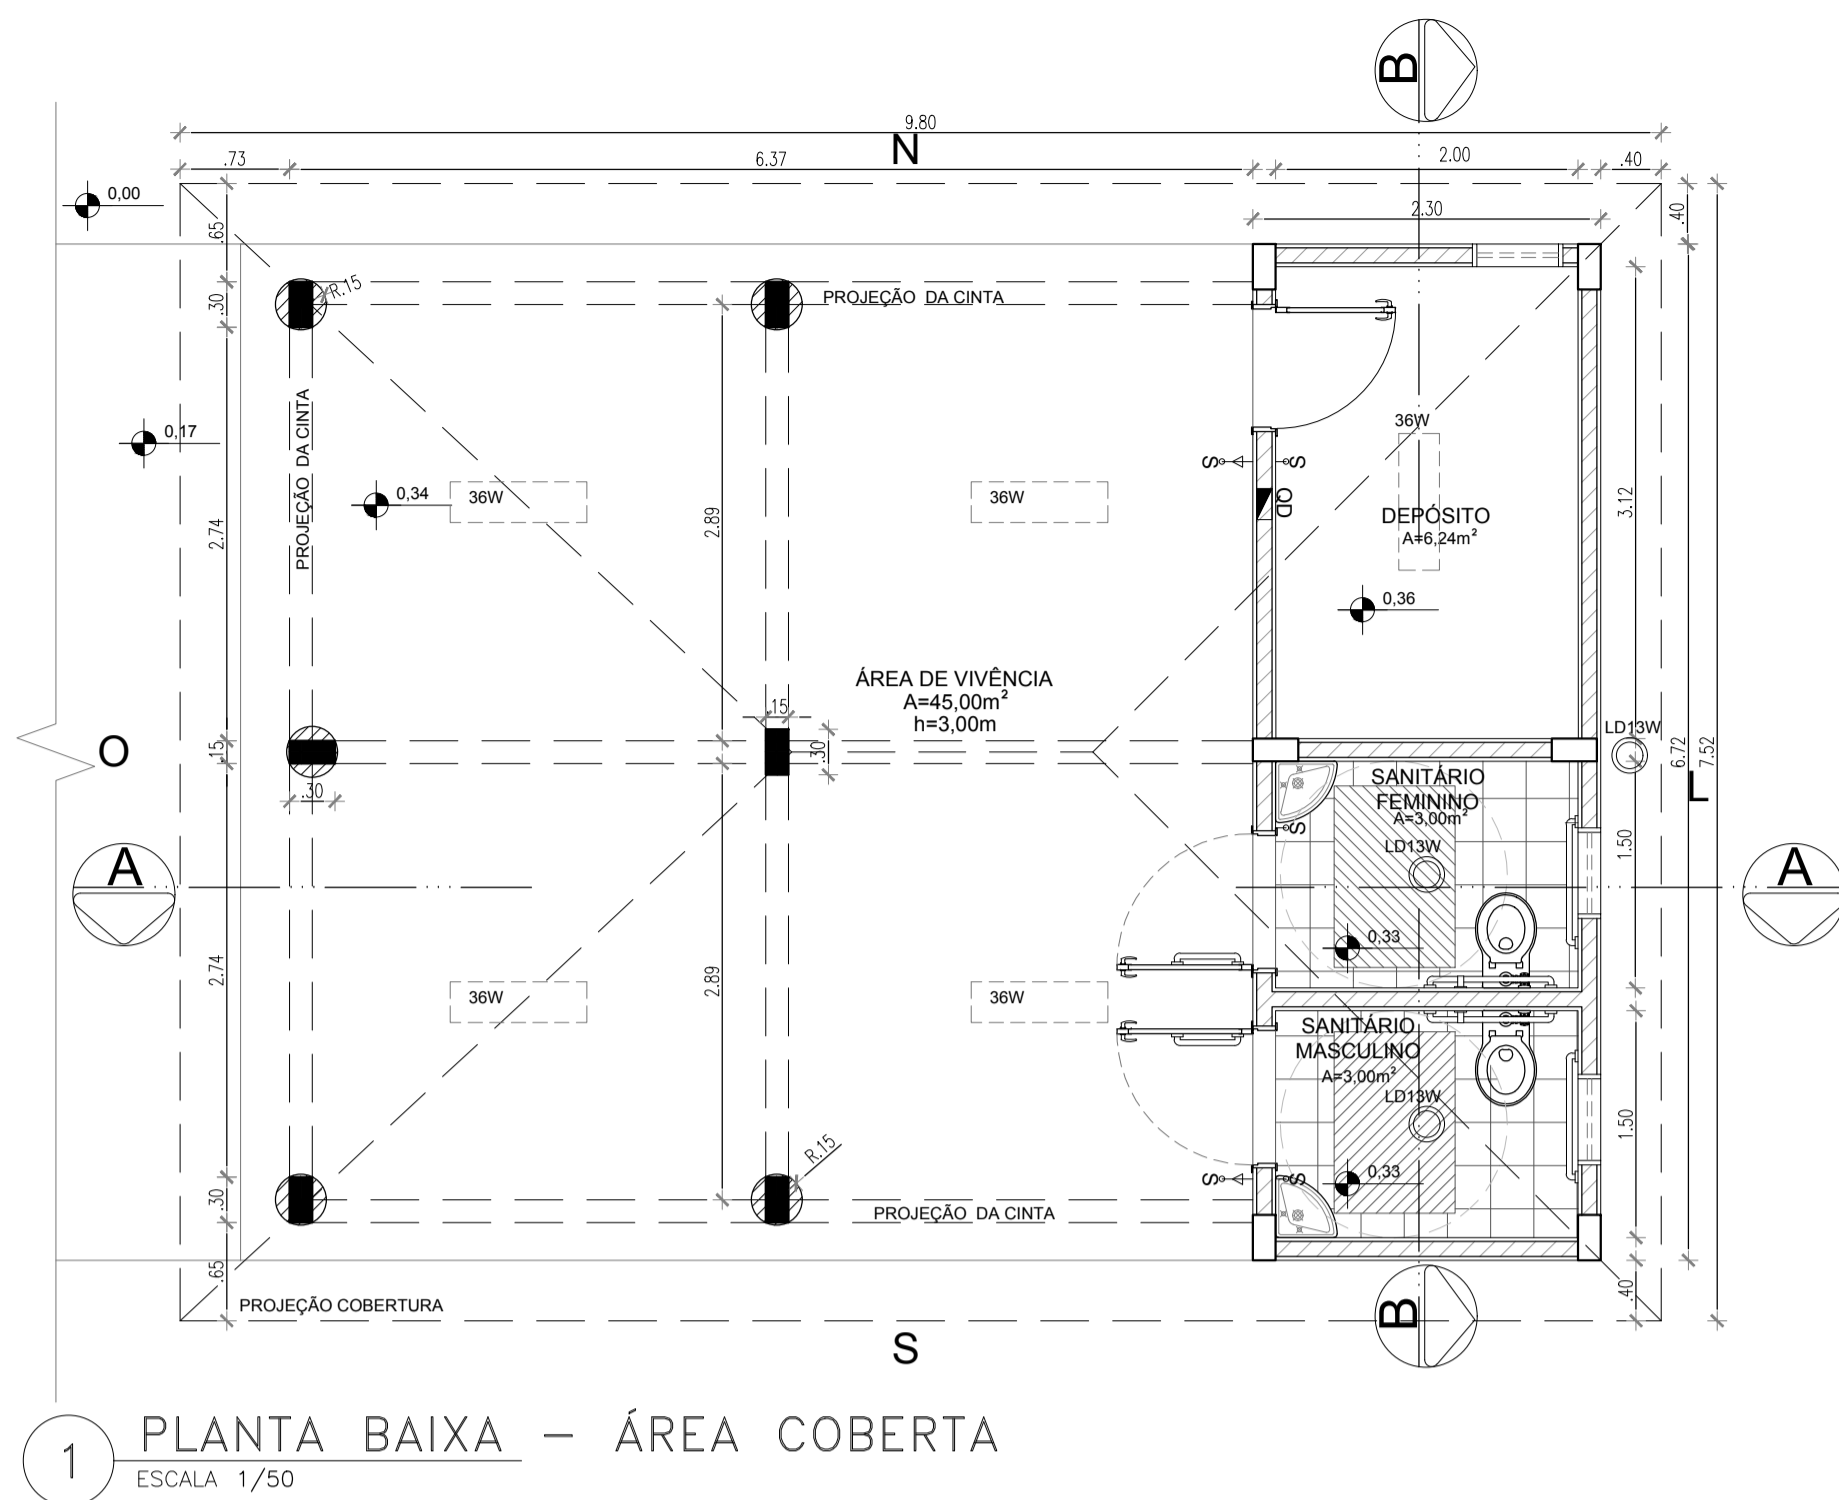 B
9.80
N
.73
6.37
2.00
.40
0,00
2.30
.40
.65
R.15
.30
PROJEÇÃO DA CINTA
PROJEÇÃO DA CINTA
0,17
36W
0,34
36W
36W
S
S
QD
3.12
2.74
2.89
DEPÓSITO
A=6,24m²
0,36
ÁREA DE VIVÊNCIA
A=45,00m²
h=3,00m
.15
.30
LD13W
6.72
7.52
O
.15
.30
SANITÁRIO
FEMININO
A=3,00m²
L
S
LD13W
1.50
A
A
0,33
2.74
2.89
36W
36W
SANITÁRIO
MASCULINO
A=3,00m²
LD13W
1.50
R.15
S
S
0,33
.30
PROJEÇÃO DA CINTA
.65
.40
PROJEÇÃO COBERTURA
B
S
1
PLANTA BAIXA – ÁREA COBERTA
ESCALA 1/50